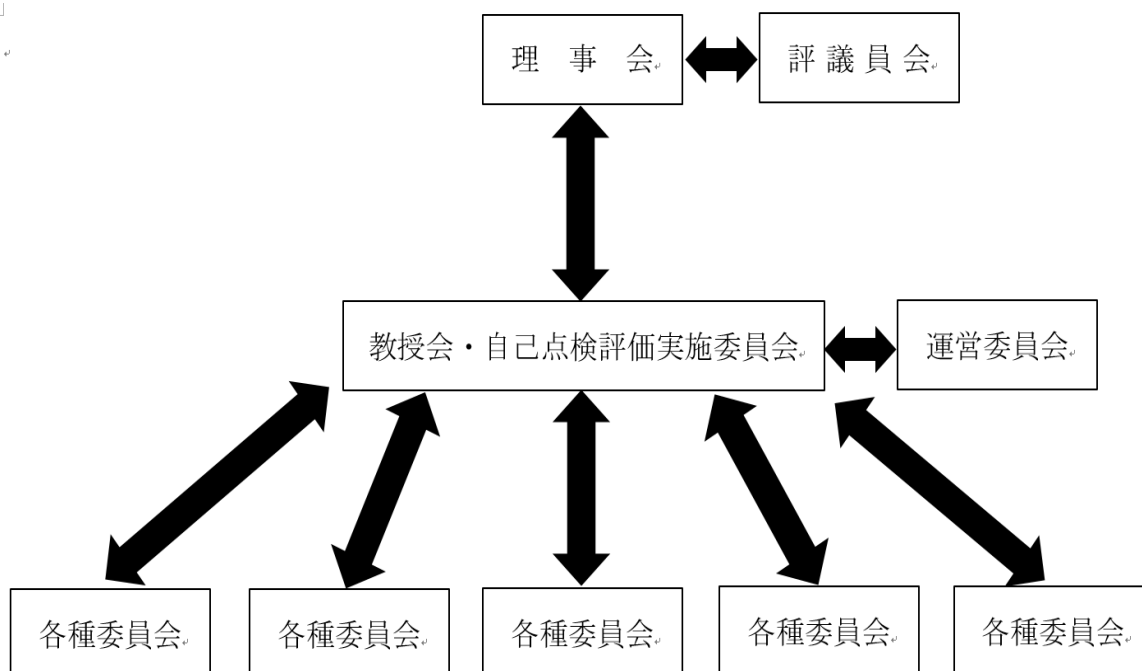 理　事　会
評 議 員 会
教授会・自己点検評価実施委員会
運営委員会
各種委員会
各種委員会
各種委員会
各種委員会
各種委員会